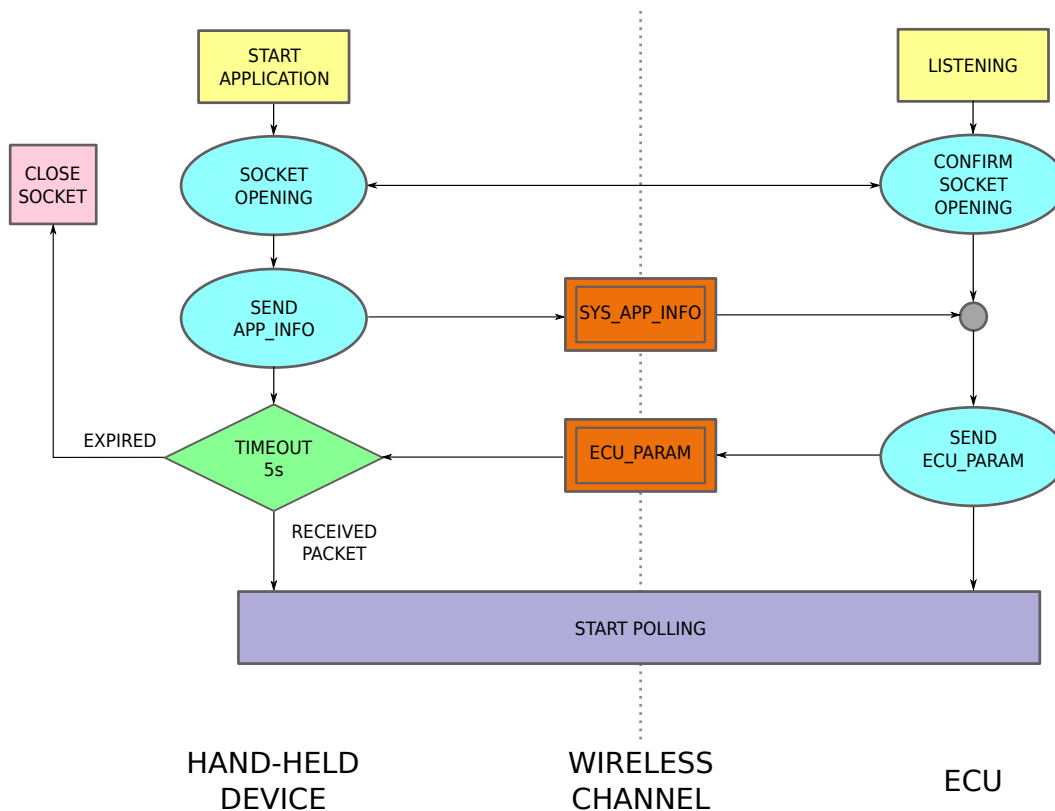 START
APPLICATION
LISTENING
CLOSE
SOCKET
SOCKET
OPENING
CONFIRM
SOCKET
OPENING
SEND
APP_INFO
SYS_APP_INFO
EXPIRED
TIMEOUT
5s
ECU_PARAM
SEND
ECU_PARAM
RECEIVED
PACKET
START POLLING
HAND-HELD
DEVICE
WIRELESS
CHANNEL
ECU